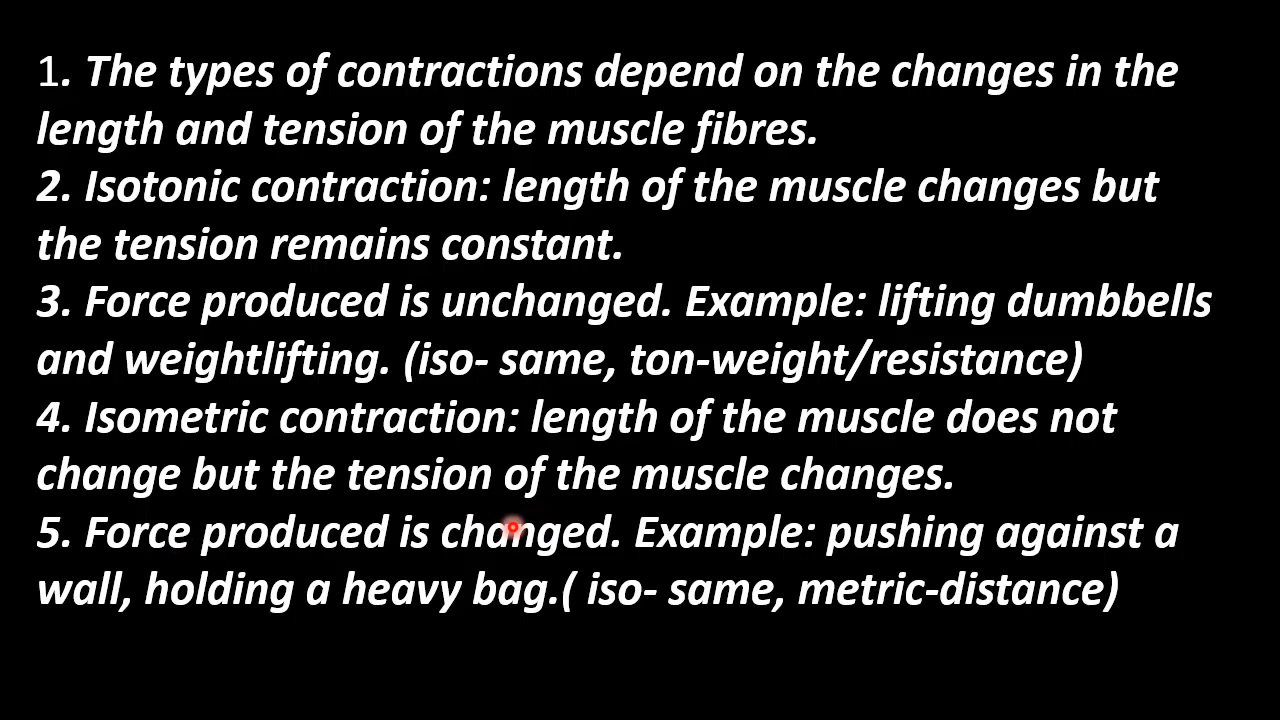 1. The types of contractions depend on the changes in the
length and tension of the muscle fibres.
2. Isotonic contraction: length of the muscle changes but
the tension remains constant.
3. Force produced is unchanged. Example: lifting dumbbells
and weightlifting. (iso- same, ton-weight/resistance)
4. Isometric contraction: length of the muscle does not
change but the tension of the muscle changes.
5. Force produced is changed. Example: pushing against a
wall, holding a heavy bag.( iso- same, metric-distance)